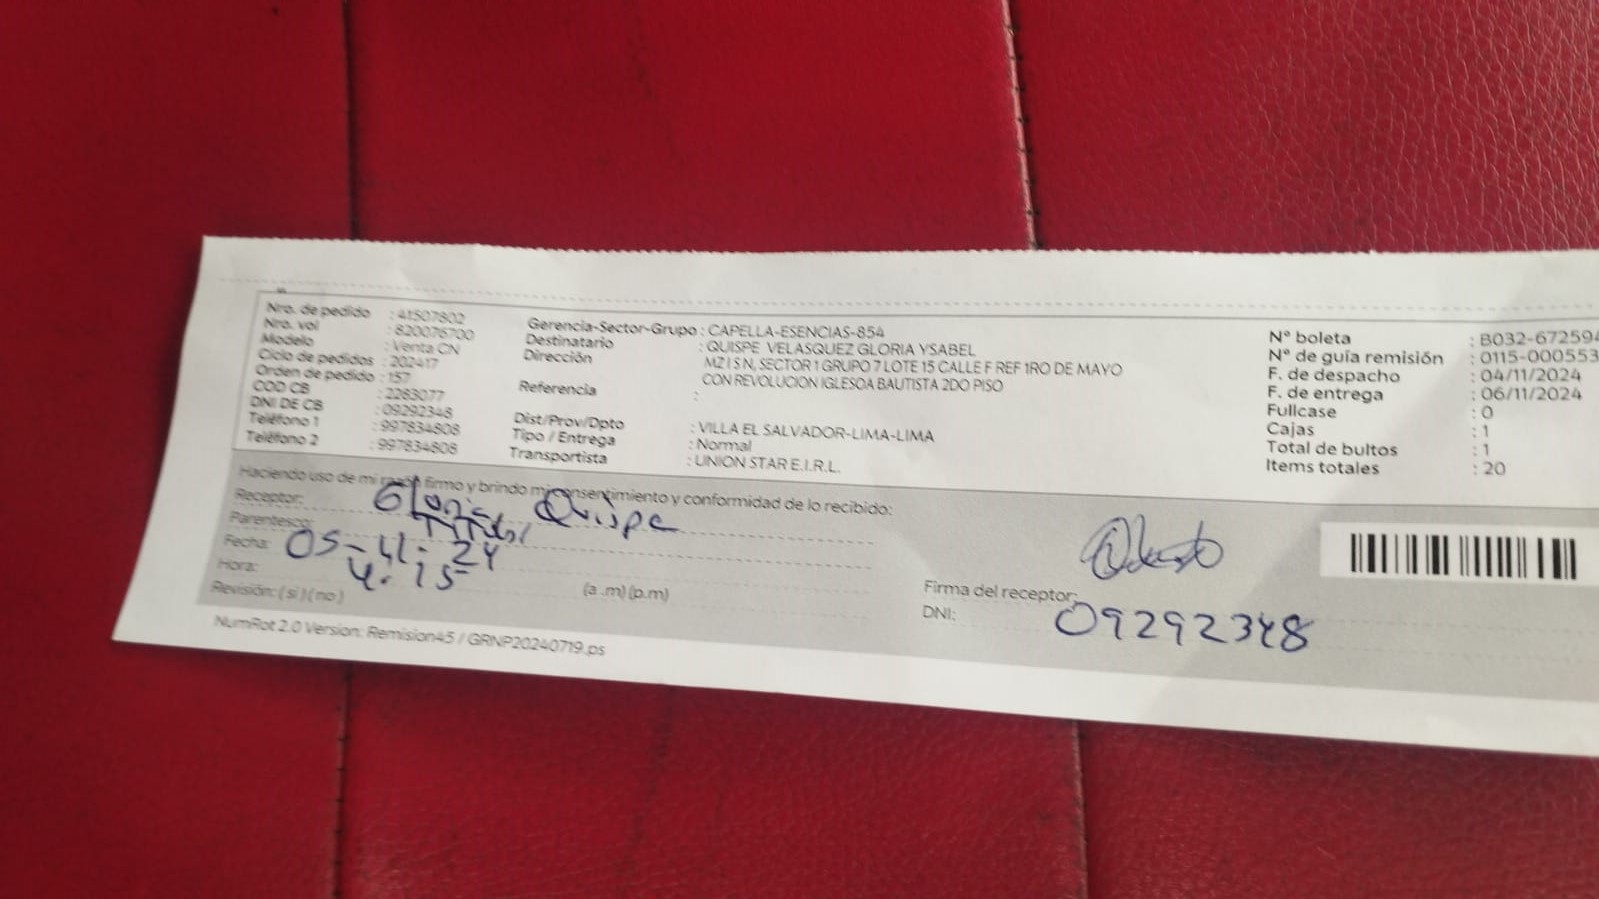 Nro. de pedido : 41507802
Nro. vol : 820076700
Modelo : Venta CN
Ciclo de pedidos : 202417
Orden de pedido : 157
COD CB : 2263077
DNI DE CB : 09292348
Teléfono 1 : 997834808
Teléfono 2 : 997834808
Gerencia-Sector-Grupo : CAPELLA-ESENCIAS-854
Destinatario : QUISPE VELASQUEZ GLORIA YSABEL
Dirección MZ I S N, SECTOR 1 GRUPO 7 LOTE 15 CALLE F REF 1RO DE MAYO
CON REVOLUCION IGLESOA BAUTISTA 2DO PISO
Referencia :
Dist/Prov/Dpto : VILLA EL SALVADOR-LIMA-LIMA
Tipo / Entrega : Normal
Transportista : UNION STAR E.I.R.L.
N° boleta : B032-672594
N° de guía remisión : 0115-000553
F. de despacho : 04/11/2024
F. de entrega : 06/11/2024
Fullcase : 0
Cajas : 1
Total de bultos : 1
Items totales : 20
Haciendo uso de mi razón firmo y brindo mi consentimiento y conformidad de lo recibido:
Receptor: Gloria Quispe
Parentesco: Titular
Fecha: 05-11-24
Hora: 4:15 (a .m) (p.m)
Revisión: ( si ) ( no )
Firma del receptor:
DNI: 09292348
NumRot 2.0 Version: Remision45 / GRNP20240719.ps